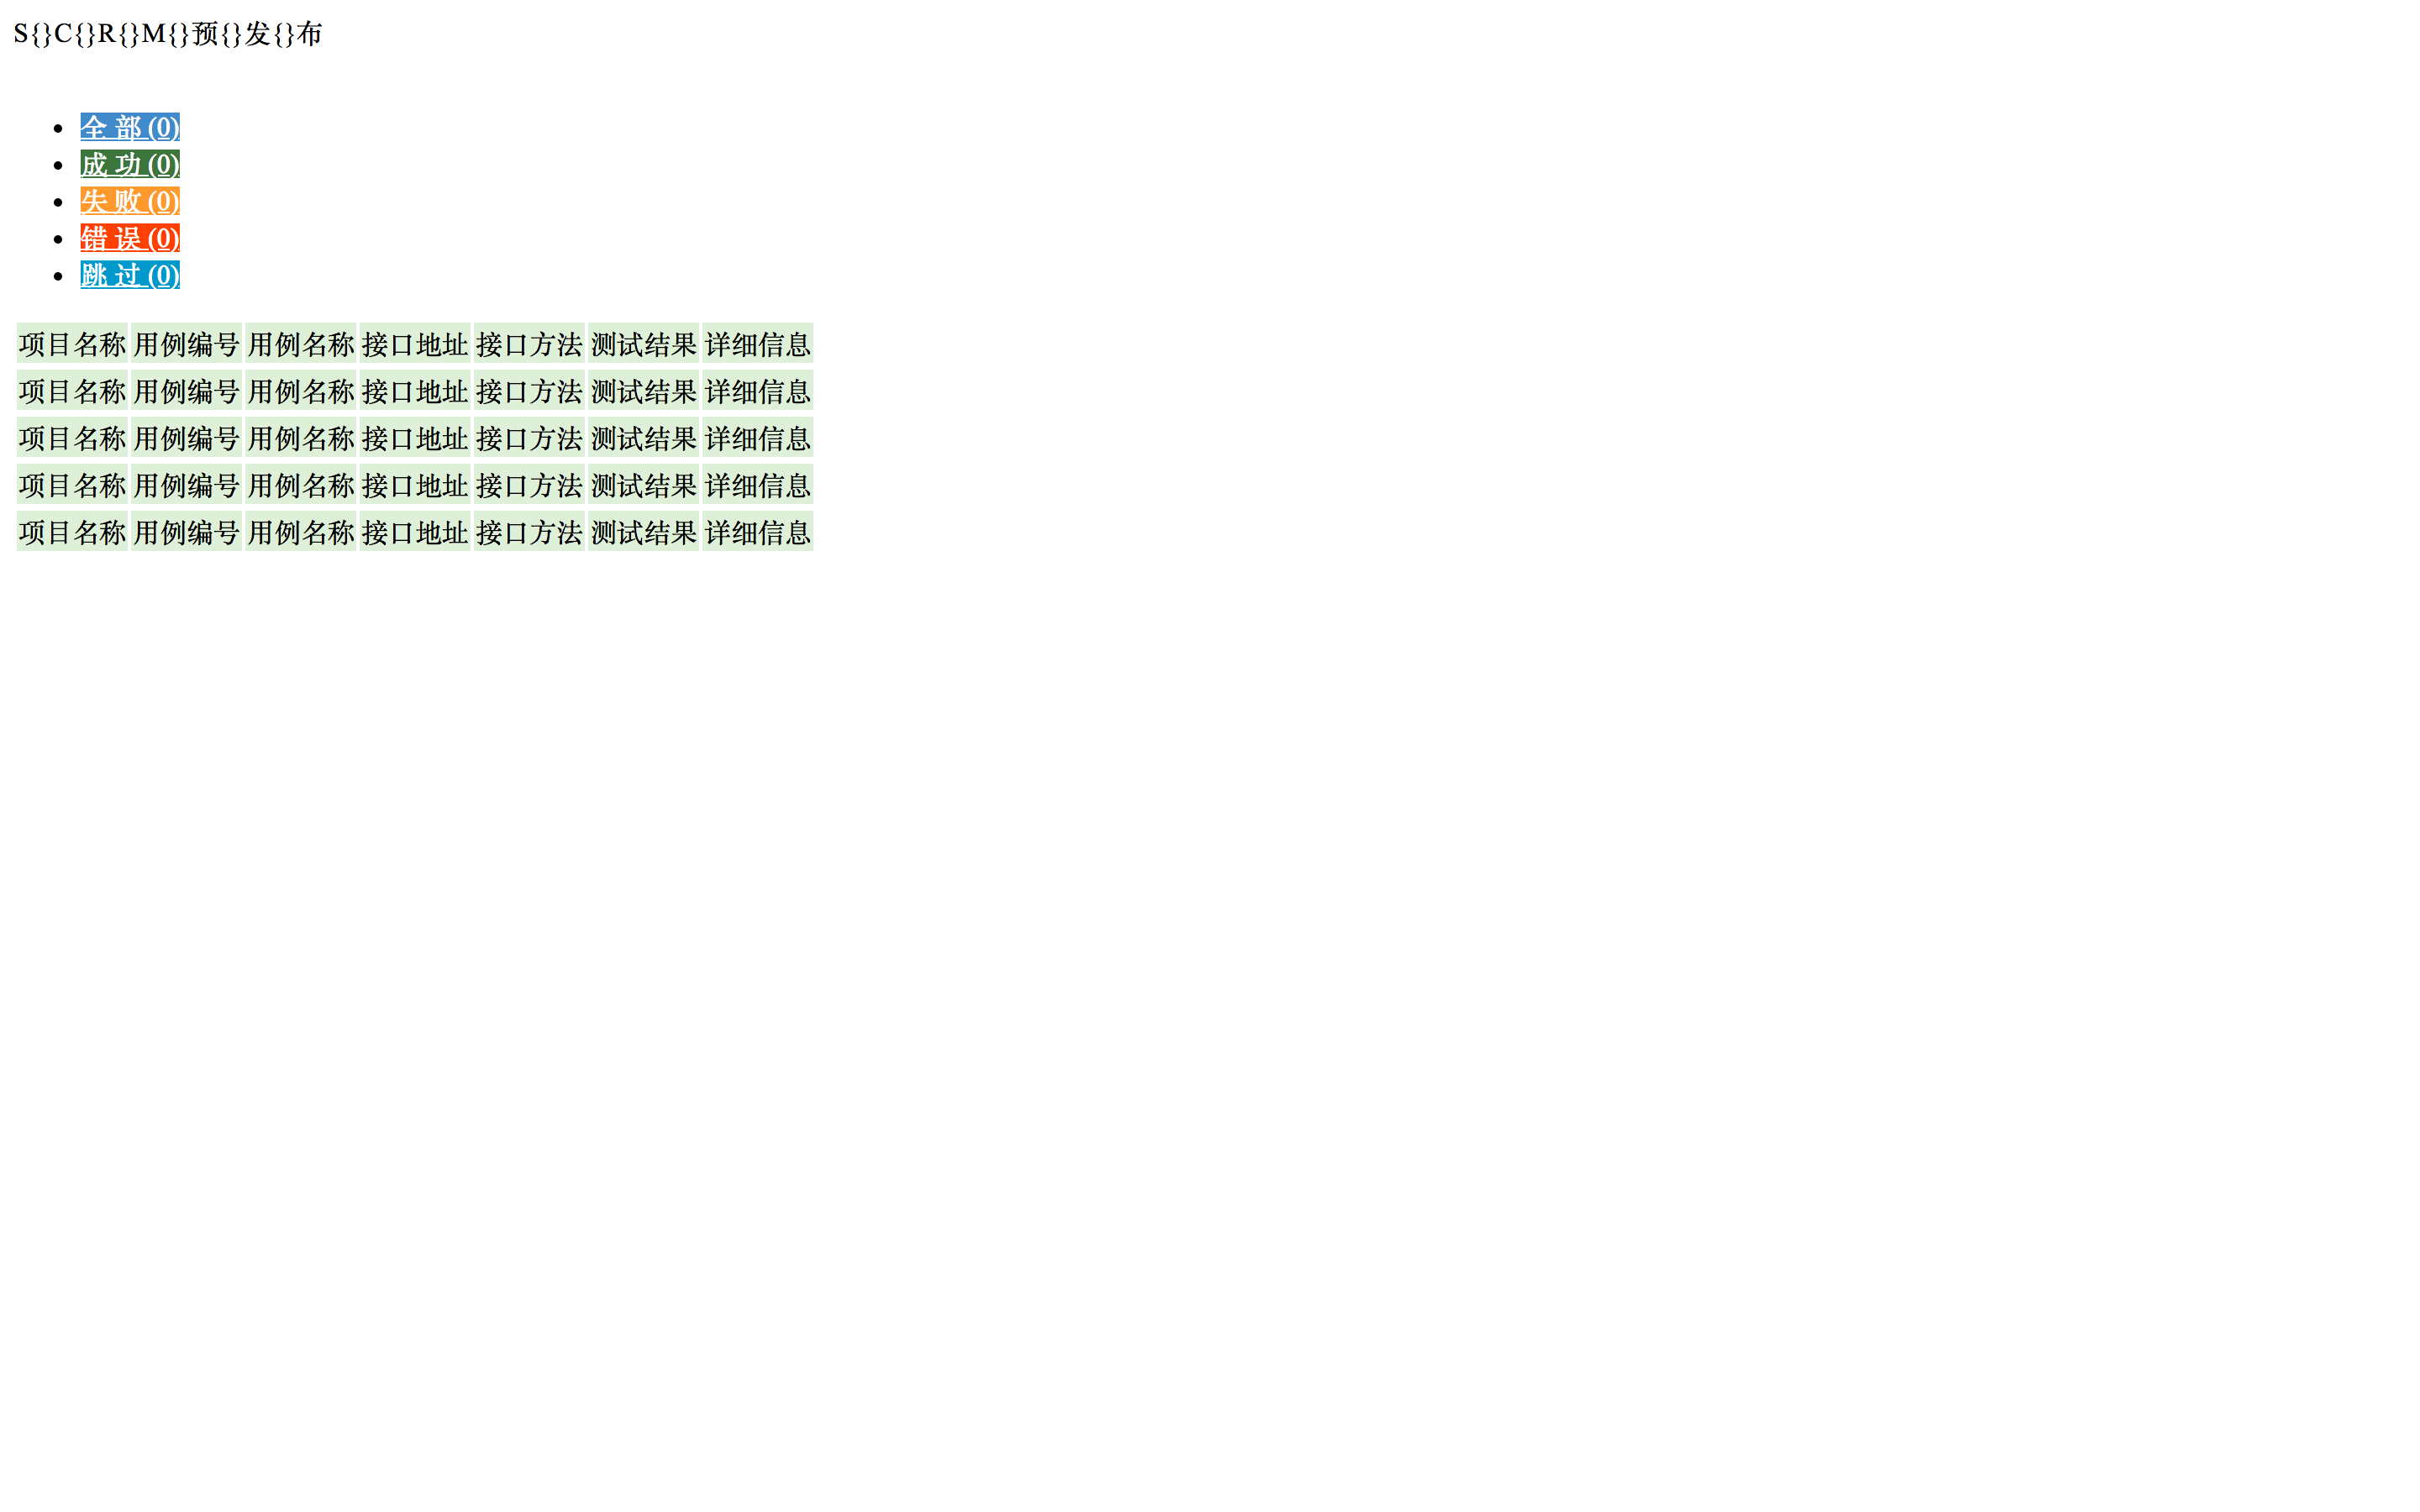 S{}C{}R{}M{}预{}发{}布
全 部 (0)
成 功 (0)
失 败 (0)
错 误 (0)
跳 过 (0)
项目名称 用例编号 用例名称 接口地址 接口方法 测试结果 详细信息
项目名称 用例编号 用例名称 接口地址 接口方法 测试结果 详细信息
项目名称 用例编号 用例名称 接口地址 接口方法 测试结果 详细信息
项目名称 用例编号 用例名称 接口地址 接口方法 测试结果 详细信息
项目名称 用例编号 用例名称 接口地址 接口方法 测试结果 详细信息